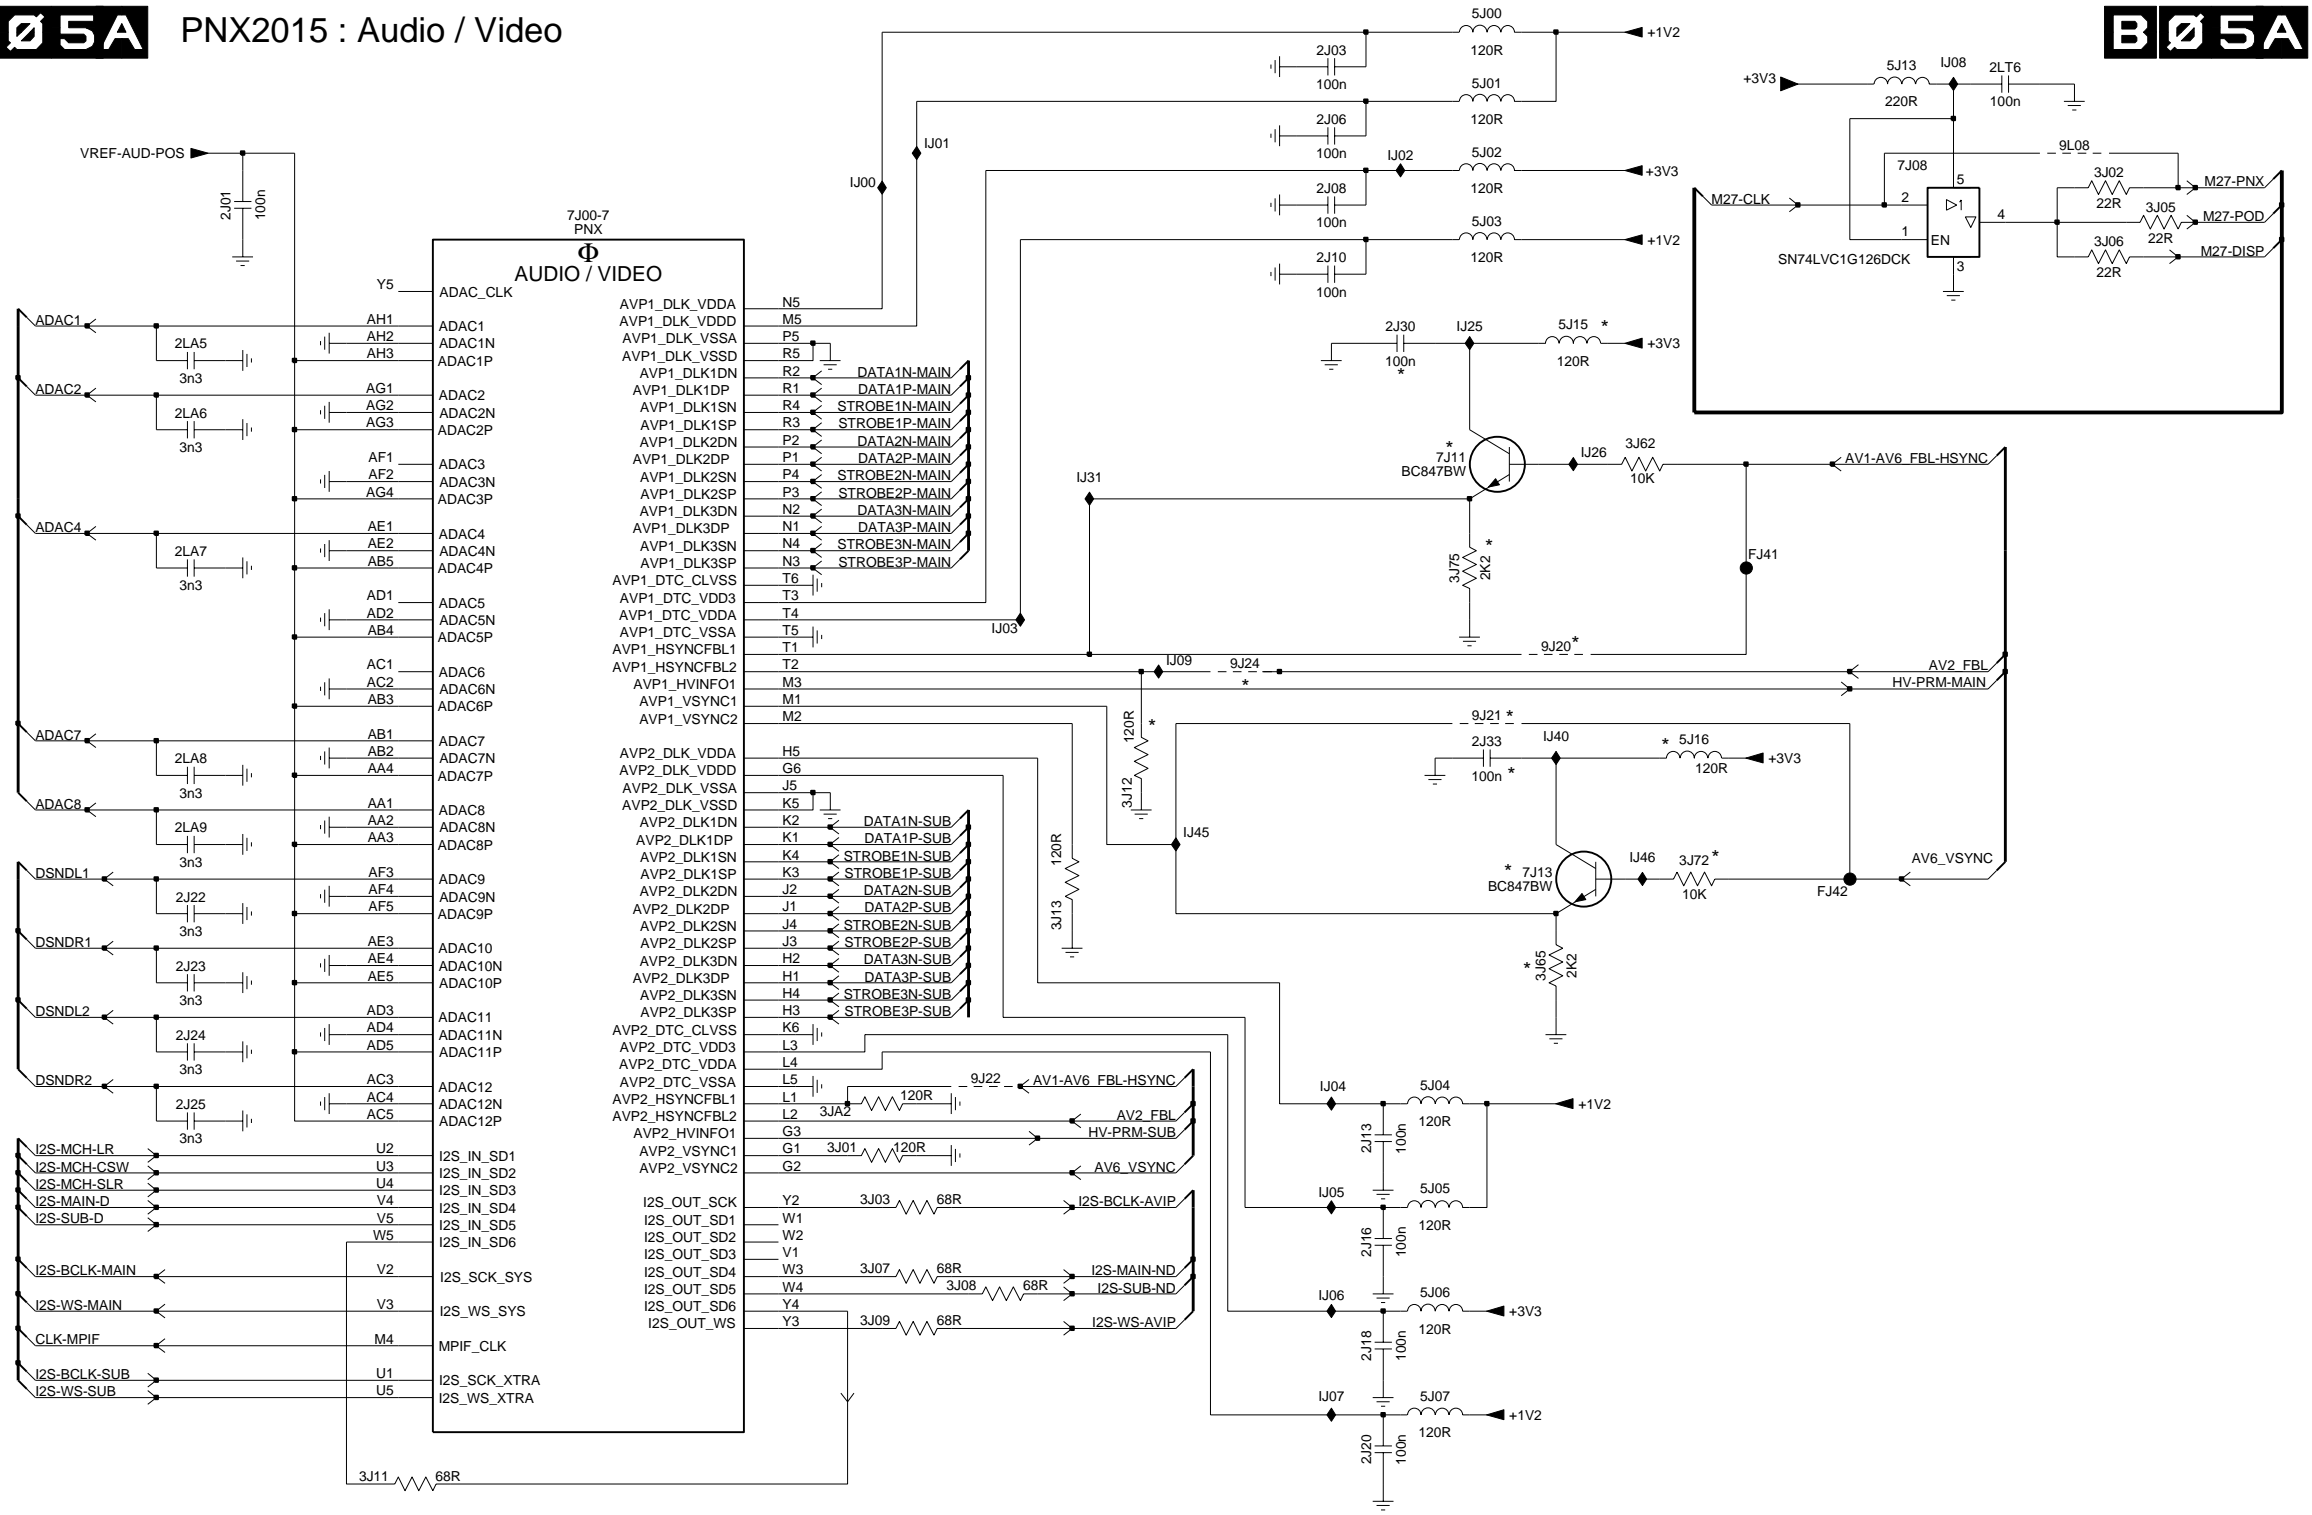 Ø5A
PNX2015 : Audio / Video
BØ5A
5J00
120R
+1V2
2J03
100n
5J01
120R
2J06
100n
IJ01
IJ00
IJ02
5J02
120R
+3V3
2J08
100n
5J03
120R
+1V2
2J10
100n
+3V3
5J13
220R
IJ08
2LT6
100n
9L08
7J08
M27-CLK
2
1
5
▷1
▽
EN
4
3
SN74LVC1G126DCK
3J02
22R
M27-PNX
3J05
22R
M27-POD
3J06
22R
M27-DISP
VREF-AUD-POS
2J01
100n
7J00-7
PNX
Φ
AUDIO / VIDEO
Y5 ADAC_CLK
ADAC1
AH1 ADAC1
AH2 ADAC1N
AH3 ADAC1P
2LA5
3n3
ADAC2
AG1 ADAC2
AG2 ADAC2N
AG3 ADAC2P
2LA6
3n3
AF1 ADAC3
AF2 ADAC3N
AG4 ADAC3P
ADAC4
AE1 ADAC4
AE2 ADAC4N
AB5 ADAC4P
2LA7
3n3
AD1 ADAC5
AD2 ADAC5N
AB4 ADAC5P
AC1 ADAC6
AC2 ADAC6N
AB3 ADAC6P
ADAC7
AB1 ADAC7
AB2 ADAC7N
AA4 ADAC7P
2LA8
3n3
ADAC8
AA1 ADAC8
AA2 ADAC8N
AA3 ADAC8P
2LA9
3n3
DSNDL1
AF3 ADAC9
AF4 ADAC9N
AF5 ADAC9P
2J22
3n3
DSNDR1
AE3 ADAC10
AE4 ADAC10N
AE5 ADAC10P
2J23
3n3
DSNDL2
AD3 ADAC11
AD4 ADAC11N
AD5 ADAC11P
2J24
3n3
DSNDR2
AC3 ADAC12
AC4 ADAC12N
AC5 ADAC12P
2J25
3n3
I2S-MCH-LR U2 I2S_IN_SD1
I2S-MCH-CSW U3 I2S_IN_SD2
I2S-MCH-SLR U4 I2S_IN_SD3
I2S-MAIN-D V4 I2S_IN_SD4
I2S-SUB-D V5 I2S_IN_SD5
W5 I2S_IN_SD6
I2S-BCLK-MAIN V2 I2S_SCK_SYS
I2S-WS-MAIN V3 I2S_WS_SYS
CLK-MPIF M4 MPIF_CLK
I2S-BCLK-SUB U1 I2S_SCK_XTRA
I2S-WS-SUB U5 I2S_WS_XTRA
3J11 68R
AVP1_DLK_VDDA N5
AVP1_DLK_VDDD M5
AVP1_DLK_VSSA P5
AVP1_DLK_VSSD R5
AVP1_DLK1DN R2 DATA1N-MAIN
AVP1_DLK1DP R1 DATA1P-MAIN
AVP1_DLK1SN R4 STROBE1N-MAIN
AVP1_DLK1SP R3 STROBE1P-MAIN
AVP1_DLK2DN P2 DATA2N-MAIN
AVP1_DLK2DP P1 DATA2P-MAIN
AVP1_DLK2SN P4 STROBE2N-MAIN
AVP1_DLK2SP P3 STROBE2P-MAIN
AVP1_DLK3DN N2 DATA3N-MAIN
AVP1_DLK3DP N1 DATA3P-MAIN
AVP1_DLK3SN N4 STROBE3N-MAIN
AVP1_DLK3SP N3 STROBE3P-MAIN
AVP1_DTC_CLVSS T6
AVP1_DTC_VDD3 T3
AVP1_DTC_VDDA T4
IJ03
AVP1_DTC_VSSA T5
AVP1_HSYNCFBL1 T1
AVP1_HSYNCFBL2 T2
AVP1_HVINFO1 M3
AVP1_VSYNC1 M1
AVP1_VSYNC2 M2
AVP2_DLK_VDDA H5
AVP2_DLK_VDDD G6
AVP2_DLK_VSSA J5
AVP2_DLK_VSSD K5
AVP2_DLK1DN K2 DATA1N-SUB
AVP2_DLK1DP K1 DATA1P-SUB
AVP2_DLK1SN K4 STROBE1N-SUB
AVP2_DLK1SP K3 STROBE1P-SUB
AVP2_DLK2DN J2 DATA2N-SUB
AVP2_DLK2DP J1 DATA2P-SUB
AVP2_DLK2SN J4 STROBE2N-SUB
AVP2_DLK2SP J3 STROBE2P-SUB
AVP2_DLK3DN H2 DATA3N-SUB
AVP2_DLK3DP H1 DATA3P-SUB
AVP2_DLK3SN H4 STROBE3N-SUB
AVP2_DLK3SP H3 STROBE3P-SUB
AVP2_DTC_CLVSS K6
AVP2_DTC_VDD3 L3
AVP2_DTC_VDDA L4
AVP2_DTC_VSSA L5
9J22 AV1-AV6_FBL-HSYNC
AVP2_HSYNCFBL1 L1 3JA2 120R
AVP2_HSYNCFBL2 L2 AV2_FBL
AVP2_HVINFO1 G3 HV-PRM-SUB
AVP2_VSYNC1 G1 3J01 120R
AVP2_VSYNC2 G2 AV6_VSYNC
I2S_OUT_SCK Y2 3J03 68R I2S-BCLK-AVIP
I2S_OUT_SD1 W1
I2S_OUT_SD2 W2
I2S_OUT_SD3 V1
I2S_OUT_SD4 W3 3J07 68R I2S-MAIN-ND
I2S_OUT_SD5 W4 3J08 68R I2S-SUB-ND
I2S_OUT_SD6 Y4
I2S_OUT_WS Y3 3J09 68R I2S-WS-AVIP
2J30
100n
*
IJ25
5J15 *
120R
+3V3
*
7J11
BC847BW
IJ26
3J62
10K
AV1-AV6_FBL-HSYNC
IJ31
3J75
2K2
*
FJ41
9J20 *
IJ09
9J24
*
AV2_FBL
HV-PRM-MAIN
120R
*
3J12
120R
3J13
9J21 *
2J33
100n *
IJ40
* 5J16
120R
+3V3
IJ45
* 7J13
BC847BW
IJ46
3J72 *
10K
FJ42
AV6_VSYNC
* 3J65
2K2
IJ04
5J04
120R
+1V2
2J13
100n
IJ05
5J05
120R
2J16
100n
IJ06
5J06
120R
+3V3
2J18
100n
IJ07
5J07
120R
+1V2
2J20
100n